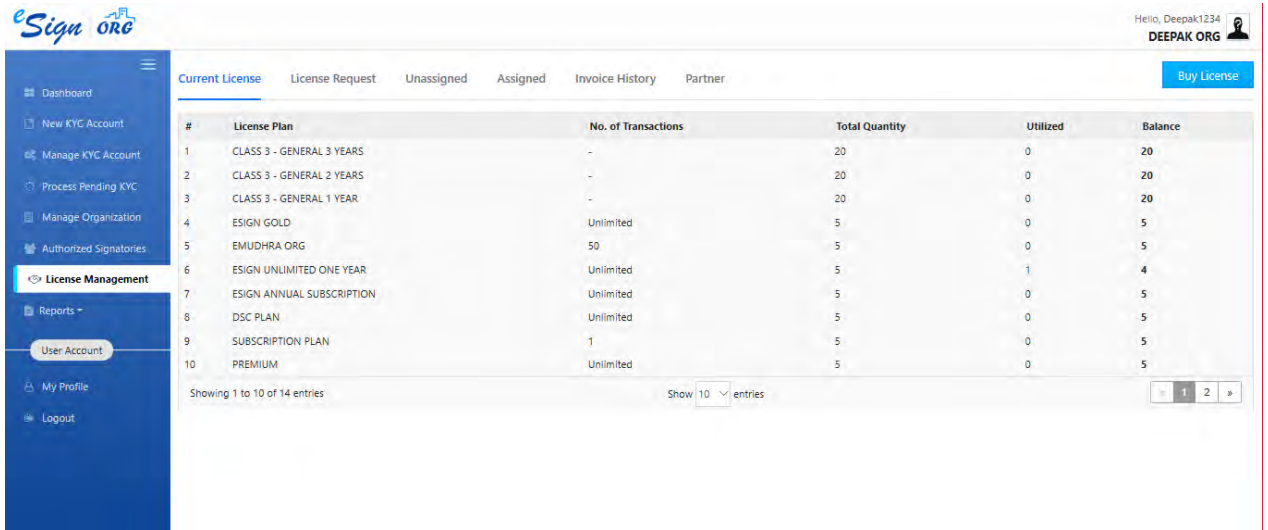 eSign ORG
Hello, Deepak1234
DEEPAK ORG
Dashboard
New KYC Account
Manage KYC Account
Process Pending KYC
Manage Organization
Authorized Signatories
License Management
Reports
User Account
My Profile
Logout
Current License License Request Unassigned Assigned Invoice History Partner Buy License
# License Plan No. of Transactions Total Quantity Utilized Balance
1 CLASS 3 - GENERAL 3 YEARS - 20 0 20
2 CLASS 3 - GENERAL 2 YEARS - 20 0 20
3 CLASS 3 - GENERAL 1 YEAR - 20 0 20
4 ESIGN GOLD Unlimited 5 0 5
5 EMUDHRA ORG 50 5 0 5
6 ESIGN UNLIMITED ONE YEAR Unlimited 5 1 4
7 ESIGN ANNUAL SUBSCRIPTION Unlimited 5 0 5
8 DSC PLAN Unlimited 5 0 5
9 SUBSCRIPTION PLAN 1 5 0 5
10 PREMIUM Unlimited 5 0 5
Showing 1 to 10 of 14 entries Show 10 entries « 1 2 »